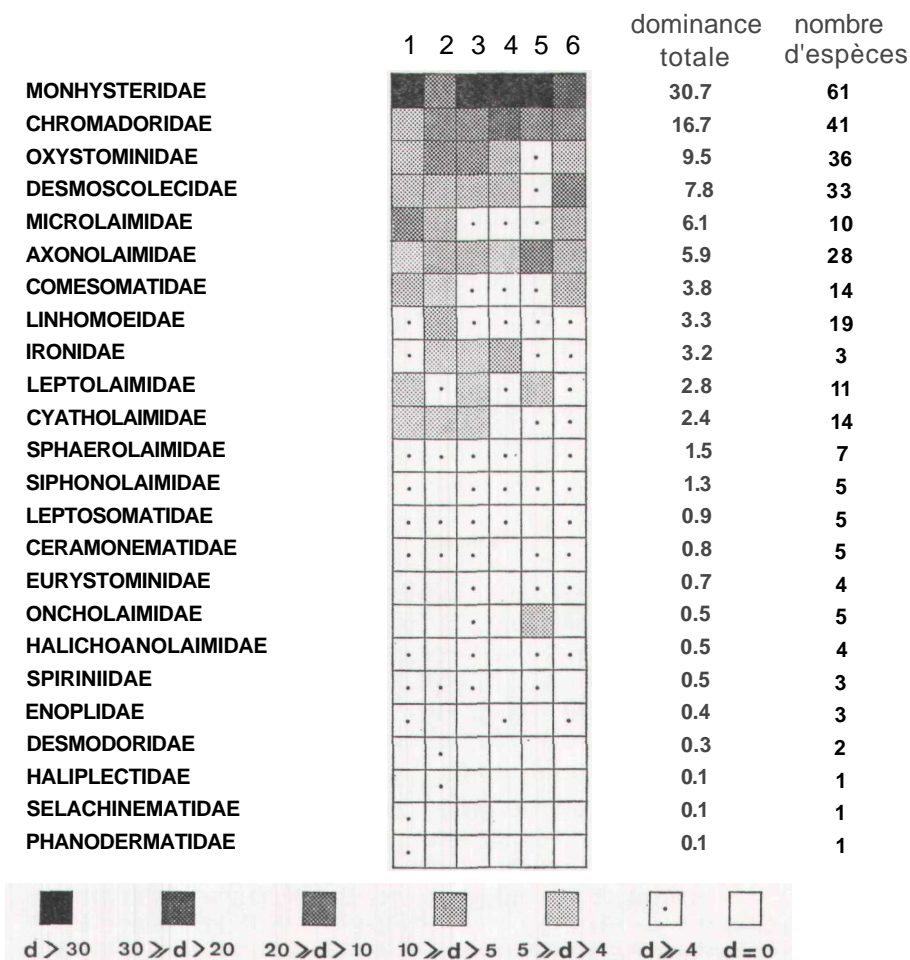 dominance nombre
1 2 3 4 5 6 totale d'espèces
MONHYSTERIDAE 30.7 61
CHROMADORIDAE 16.7 41
OXYSTOMINIDAE 9.5 36
DESMOSCOLECIDAE 7.8 33
MICROLAIMIDAE 6.1 10
AXONOLAIMIDAE 5.9 28
COMESOMATIDAE 3.8 14
LINHOMOEIDAE 3.3 19
IRONIDAE 3.2 3
LEPTOLAIMIDAE 2.8 11
CYATHOLAIMIDAE 2.4 14
SPHAEROLAIMIDAE 1.5 7
SIPHONOLAIMIDAE 1.3 5
LEPTOSOMATIDAE 0.9 5
CERAMONEMATIDAE 0.8 5
EURYSTOMINIDAE 0.7 4
ONCHOLAIMIDAE 0.5 5
HALICHOANOLAIMIDAE 0.5 4
SPIRINIIDAE 0.5 3
ENOPLIDAE 0.4 3
DESMODORIDAE 0.3 2
HALIPLECTIDAE 0.1 1
SELACHINEMATIDAE 0.1 1
PHANODERMATIDAE 0.1 1
d > 30 30 ⩾ d > 20 20 ⩾ d > 10 10 ⩾ d > 5 5 ⩾ d > 4 d ⩾ 4 d = 0